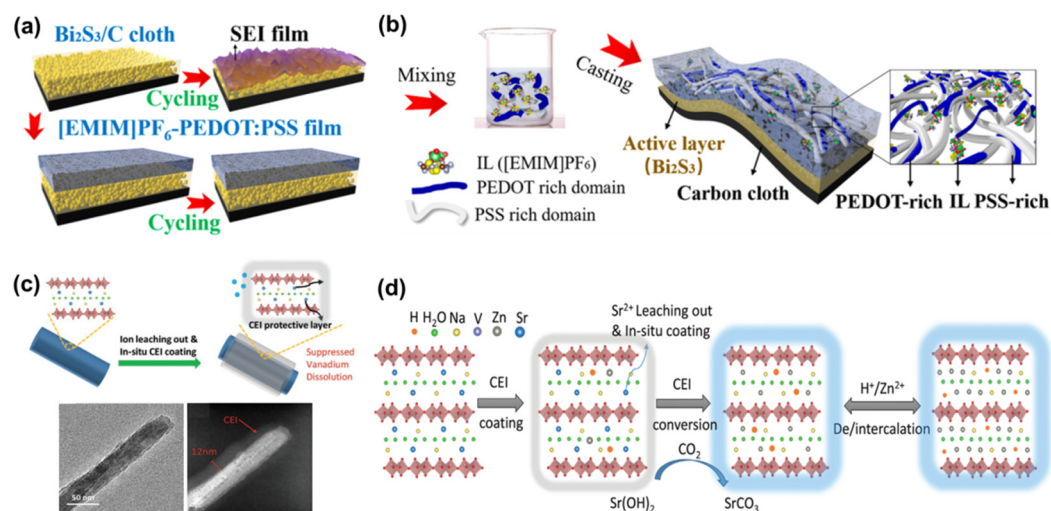 (a)
Bi₂S₃/C cloth
SEI film
Cycling
[EMIM]PF₆-PEDOT:PSS film
Cycling
(b)
Mixing
Casting
IL ([EMIM]PF₆)
PEDOT rich domain
PSS rich domain
Active layer
(Bi₂S₃)
Carbon cloth
PEDOT-rich IL PSS-rich
(c)
CEI protective layer
Ion leaching out &
In-situ CEI coating
Suppressed
Vanadium
Dissolution
50 nm
CEI
12nm
(d)
H H₂O Na V Zn Sr
Sr²⁺ Leaching out
& In-situ coating
CEI
coating
CEI
conversion
CO₂
Sr(OH)₂
SrCO₃
H⁺/Zn²⁺
De/intercalation